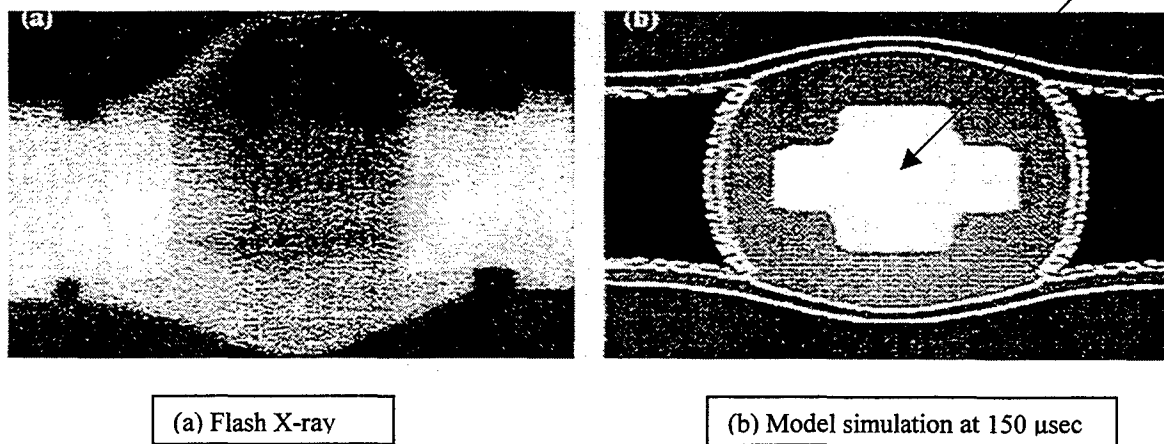 (a)
(b)
(a) Flash X-ray
(b) Model simulation at 150 μsec